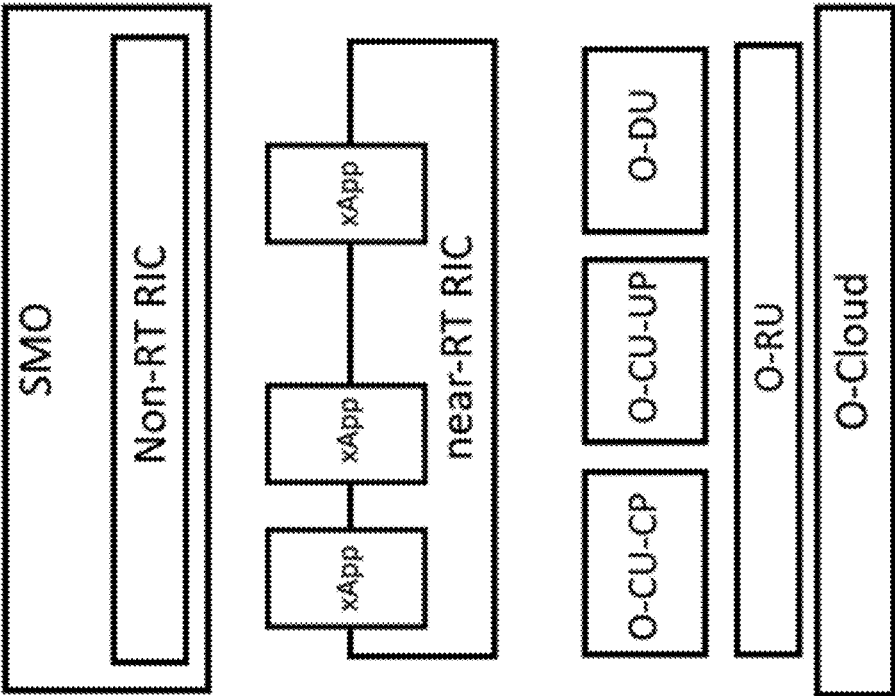 SMO
Non-RT RIC
xApp
xApp
xApp
near-RT RIC
O-CU-CP
O-CU-UP
O-DU
O-RU
O-Cloud